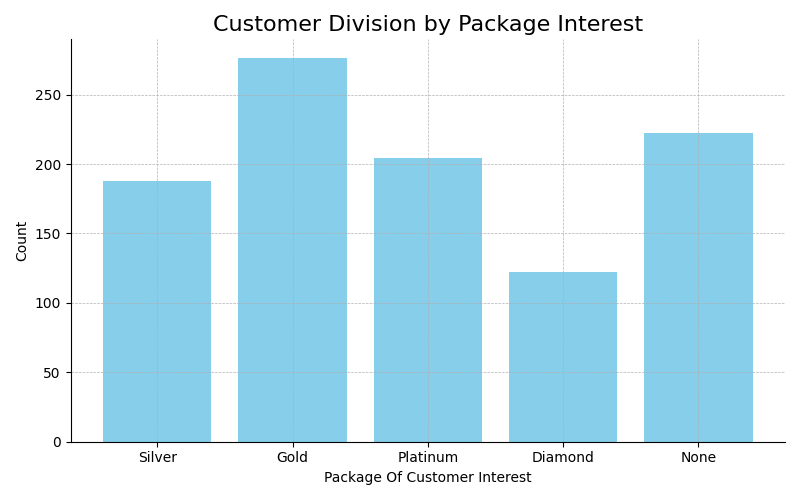 Customer Division by Package Interest
Count
250
200
150
100
50
0
Silver Gold Platinum Diamond None
Package Of Customer Interest